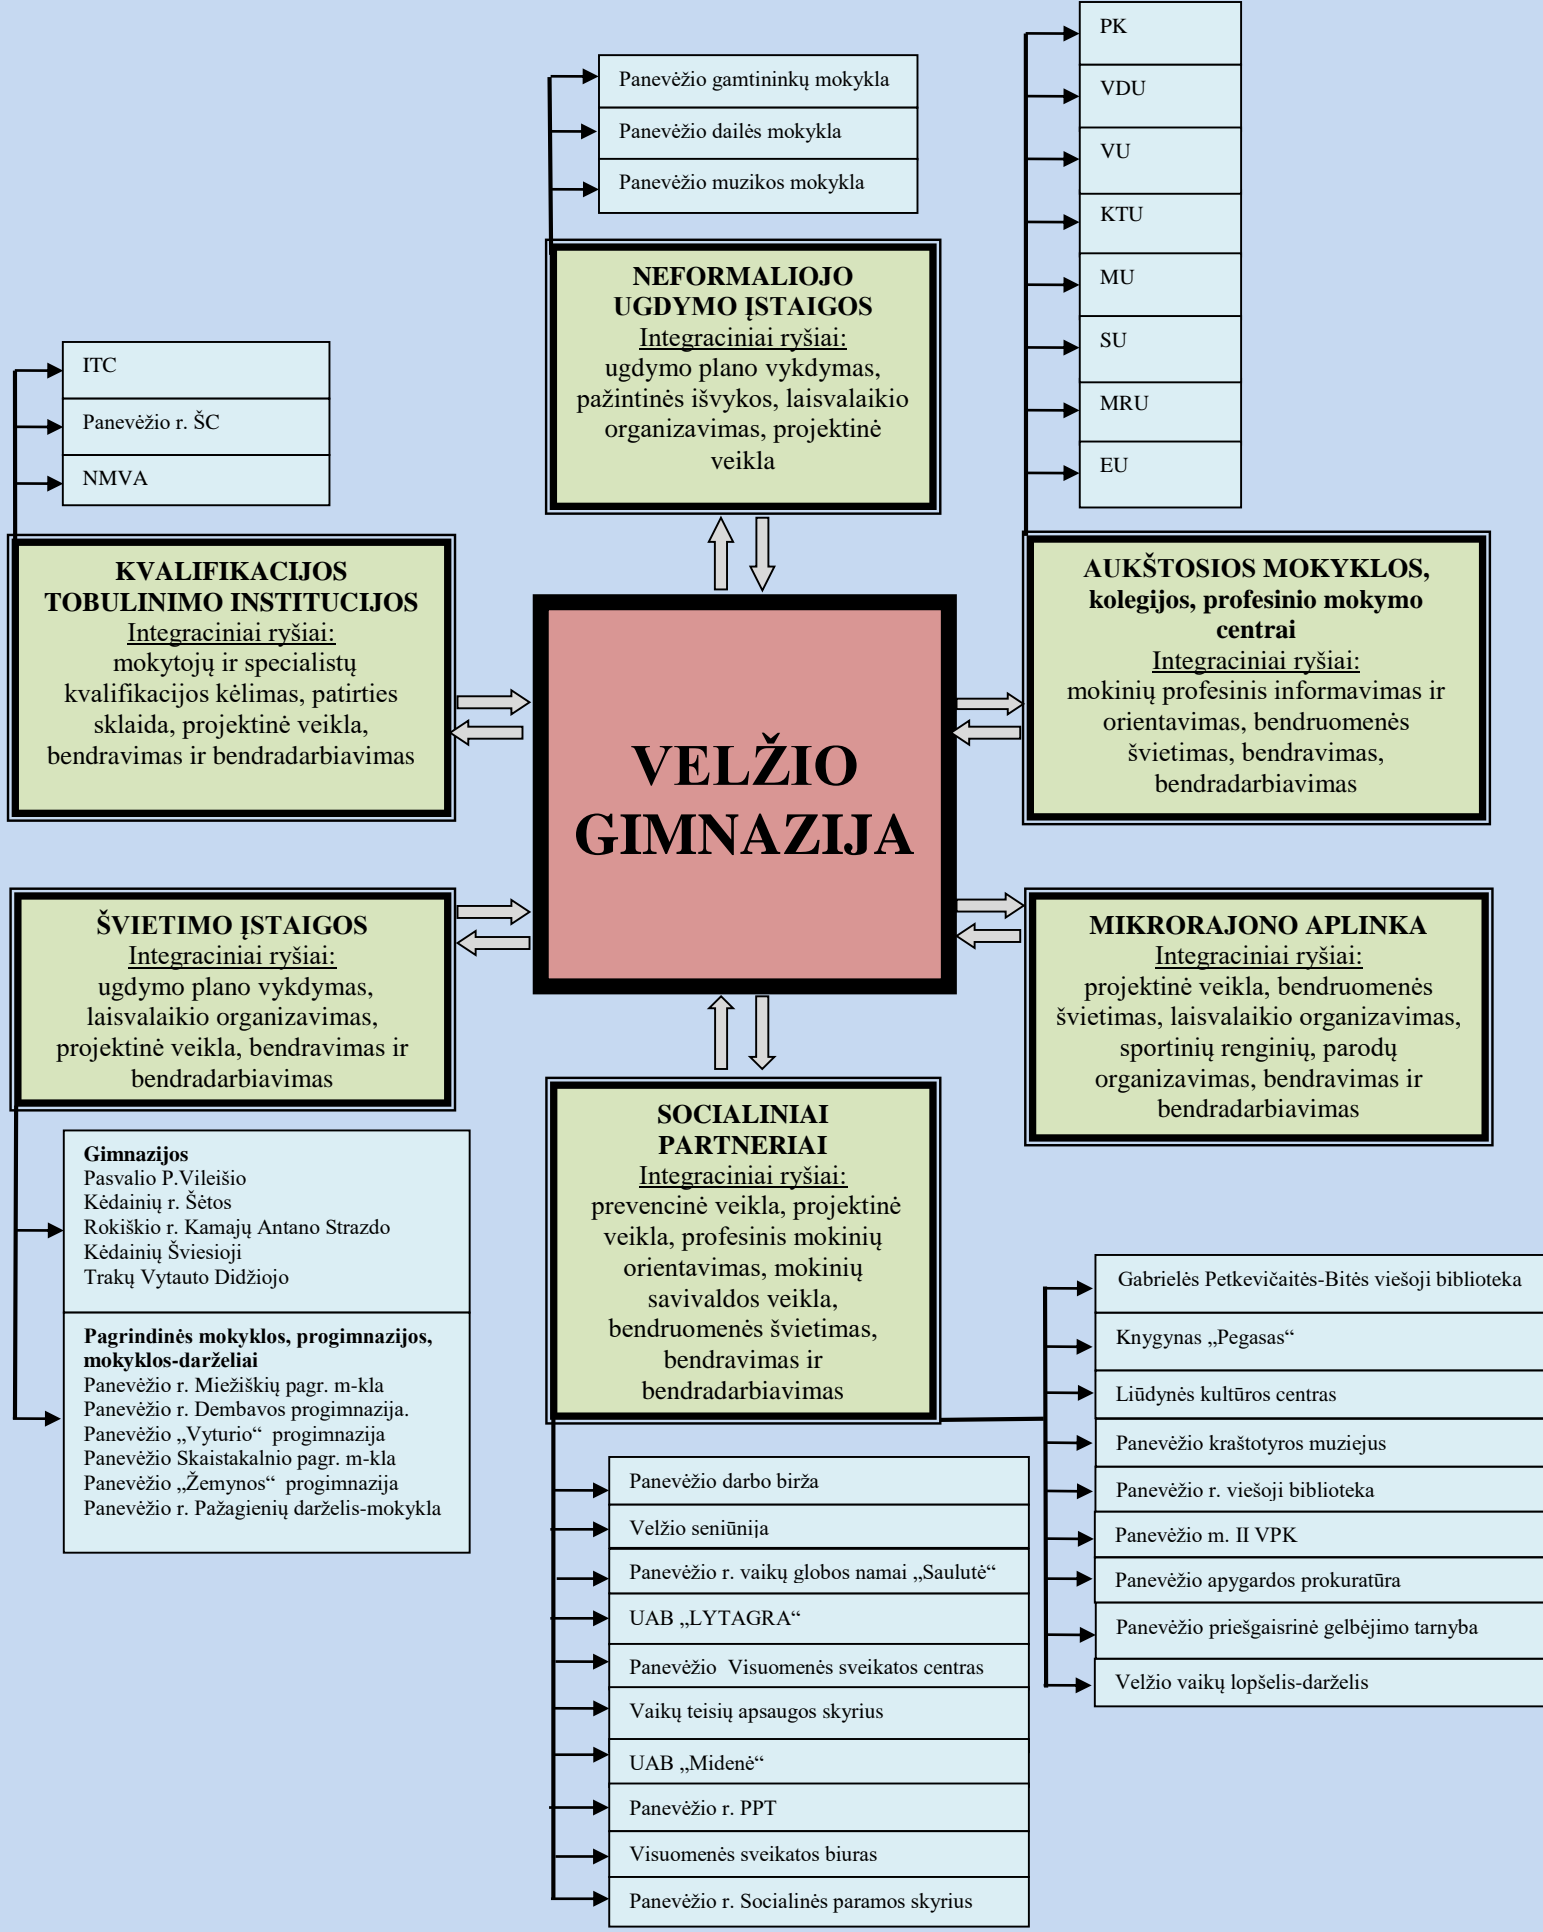 PK
VDU
VU
KTU
MU
SU
MRU
EU
Panevėžio gamtininkų mokykla
Panevėžio dailės mokykla
Panevėžio muzikos mokykla
NEFORMALIOJO
UGDYMO ĮSTAIGOS
Integraciniai ryšiai:
ugdymo plano vykdymas,
pažintinės išvykos, laisvalaikio
organizavimas, projektinė
veikla
ITC
Panevėžio r. ŠC
NMVA
KVALIFIKACIJOS
TOBULINIMO INSTITUCIJOS
Integraciniai ryšiai:
mokytojų ir specialistų
kvalifikacijos kėlimas, patirties
sklaida, projektinė veikla,
bendravimas ir bendradarbiavimas
AUKŠTOSIOS MOKYKLOS,
kolegijos, profesinio mokymo
centrai
Integraciniai ryšiai:
mokinių profesinis informavimas ir
orientavimas, bendruomenės
švietimas, bendravimas,
bendradarbiavimas
VELŽIO
GIMNAZIJA
ŠVIETIMO ĮSTAIGOS
Integraciniai ryšiai:
ugdymo plano vykdymas,
laisvalaikio organizavimas,
projektinė veikla, bendravimas ir
bendradarbiavimas
MIKRORAJONO APLINKA
Integraciniai ryšiai:
projektinė veikla, bendruomenės
švietimas, laisvalaikio organizavimas,
sportinių renginių, parodų
organizavimas, bendravimas ir
bendradarbiavimas
Gimnazijos
Pasvalio P.Vileišio
Kėdainių r. Šėtos
Rokiškio r. Kamajų Antano Strazdo
Kėdainių Šviesioji
Trakų Vytauto Didžiojo
Pagrindinės mokyklos, progimnazijos,
mokyklos-darželiai
Panevėžio r. Miežiškių pagr. m-kla
Panevėžio r. Dembavos progimnazija.
Panevėžio „Vyturio“ progimnazija
Panevėžio Skaistakalnio pagr. m-kla
Panevėžio „Žemynos“ progimnazija
Panevėžio r. Pažagienių darželis-mokykla
SOCIALINIAI
PARTNERIAI
Integraciniai ryšiai:
prevencinė veikla, projektinė
veikla, profesinis mokinių
orientavimas, mokinių
savivaldos veikla,
bendruomenės švietimas,
bendravimas ir
bendradarbiavimas
Panevėžio darbo birža
Velžio seniūnija
Panevėžio r. vaikų globos namai „Saulutė“
UAB „LYTAGRA“
Panevėžio Visuomenės sveikatos centras
Vaikų teisių apsaugos skyrius
UAB „Midenė“
Panevėžio r. PPT
Visuomenės sveikatos biuras
Panevėžio r. Socialinės paramos skyrius
Gabrielės Petkevičaitės-Bitės viešoji biblioteka
Knygynas „Pegasas“
Liūdynės kultūros centras
Panevėžio kraštotyros muziejus
Panevėžio r. viešoji biblioteka
Panevėžio m. II VPK
Panevėžio apygardos prokuratūra
Panevėžio priešgaisrinė gelbėjimo tarnyba
Velžio vaikų lopšelis-darželis